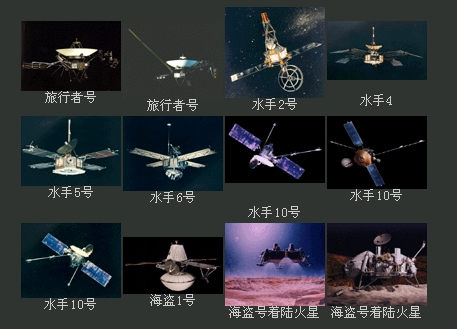 旅行者号
旅行者号
水手2号
水手4
水手5号
水手6号
水手10号
水手10号
水手10号
海盗1号
海盗号着陆火星
海盗号着陆火星